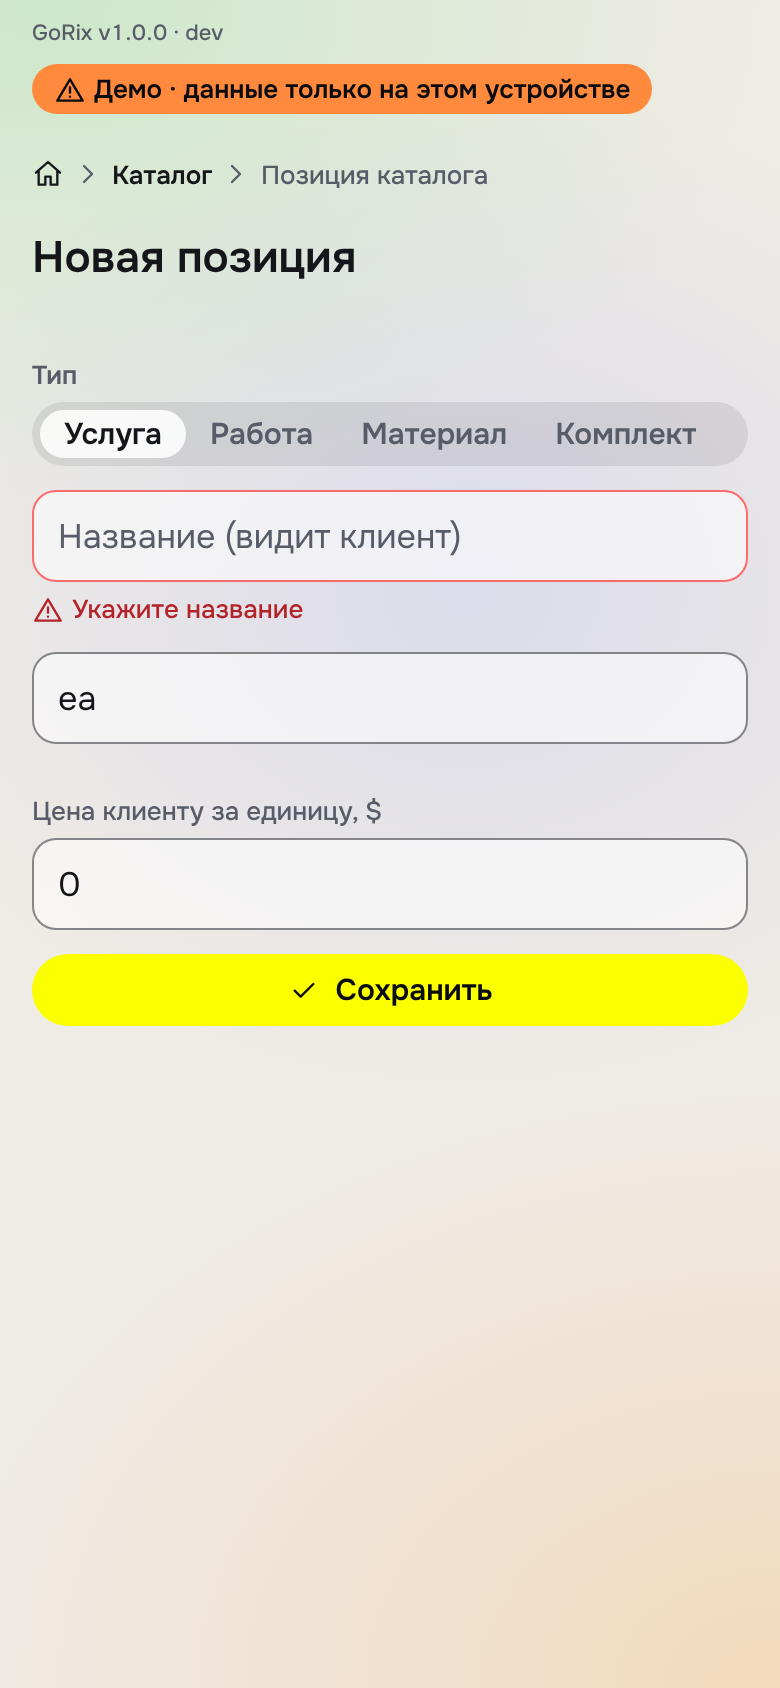 GoRix v1.0.0 · dev
Демо · данные только на этом устройстве
Каталог > Позиция каталога
Новая позиция
Тип
Услуга Работа Материал Комплект
Название (видит клиент)
Укажите название
ea
Цена клиенту за единицу, $
0
Сохранить